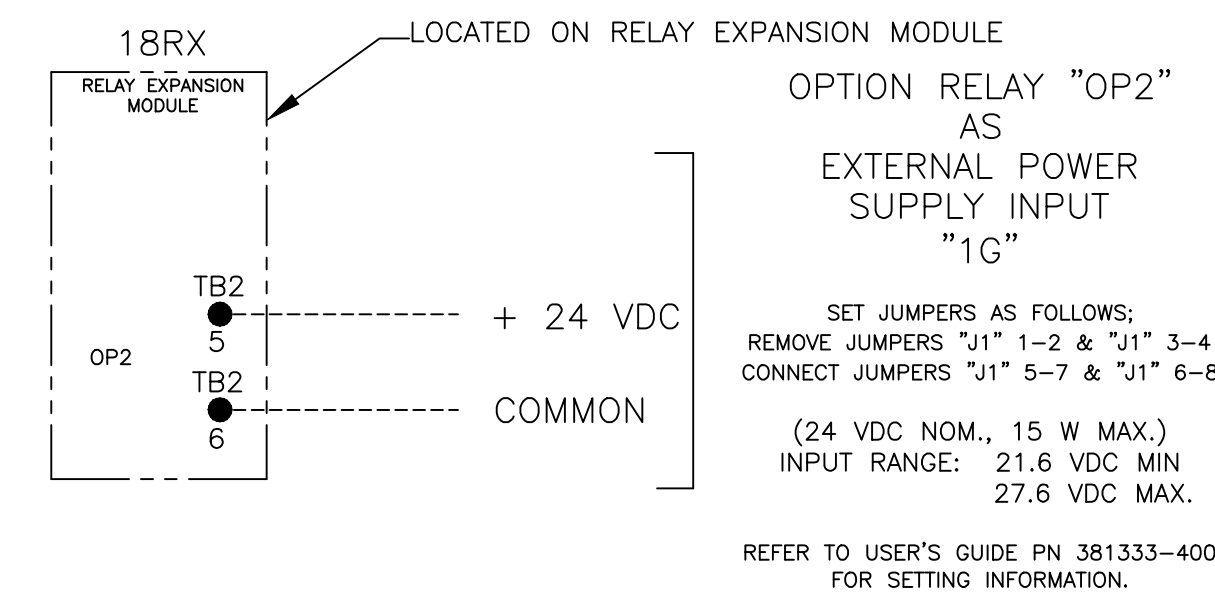 18RX
LOCATED ON RELAY EXPANSION MODULE
RELAY EXPANSION
MODULE
TB2
5
OP2
TB2
6
+ 24 VDC
COMMON
OPTION RELAY "OP2"
AS
EXTERNAL POWER
SUPPLY INPUT
"1G"
SET JUMPERS AS FOLLOWS;
REMOVE JUMPERS "J1" 1-2 & "J1" 3-4
CONNECT JUMPERS "J1" 5-7 & "J1" 6-8
(24 VDC NOM., 15 W MAX.)
INPUT RANGE: 21.6 VDC MIN
27.6 VDC MAX.
REFER TO USER'S GUIDE PN 381333-400
FOR SETTING INFORMATION.